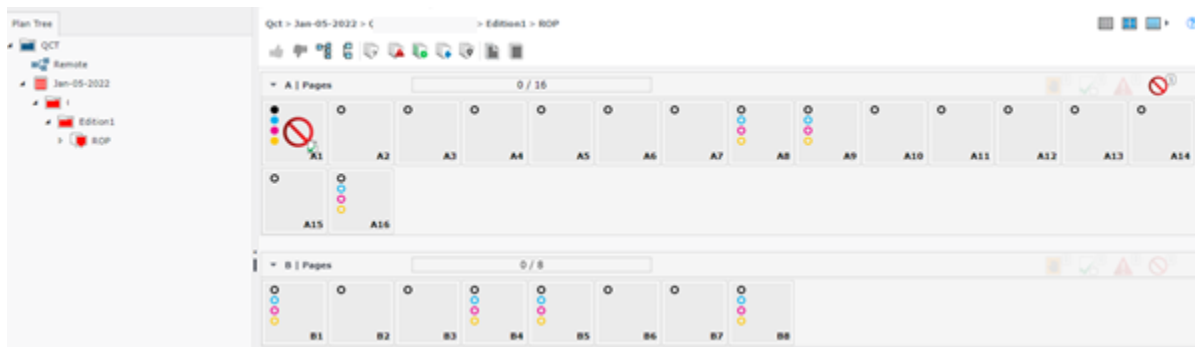 Plan Tree
QCT
Remote
Jan-05-2022
Edition1
ROP
Qct > Jan-05-2022 > ( > Edition1 > ROP
A | Pages 0 / 16
A1 A2 A3 A4 A5 A6 A7 A8 A9 A10 A11 A12 A13 A14
A15 A16
B | Pages 0 / 8
B1 B2 B3 B4 B5 B6 B7 B8